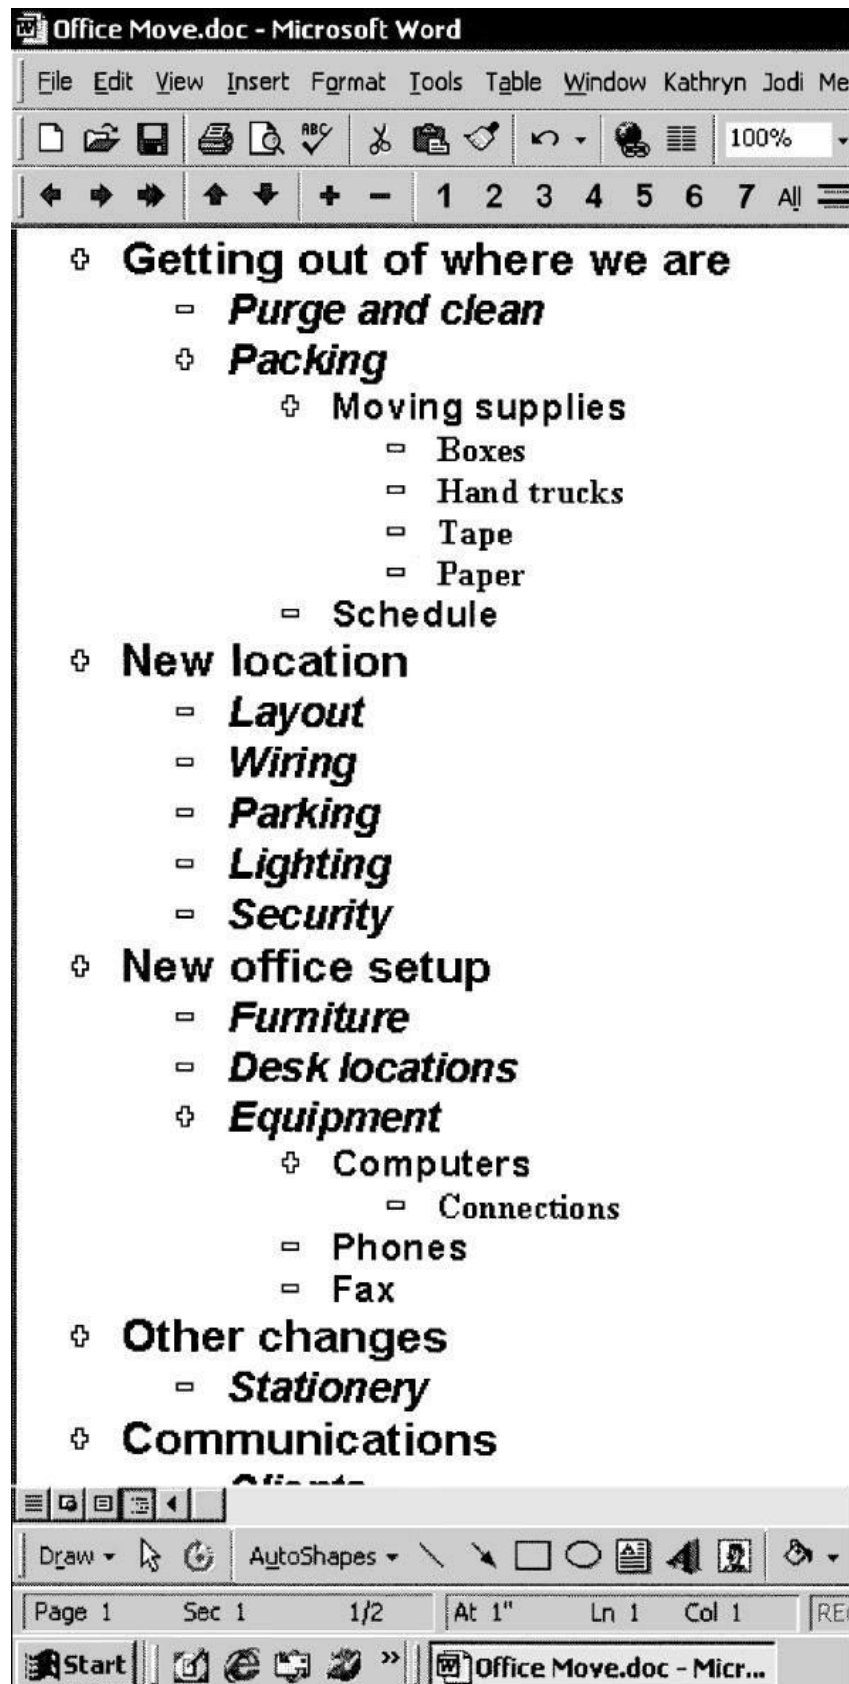 Office Move.doc - Microsoft Word
File Edit View Insert Format Tools Table Window Kathryn Jodi Me
ABC 100%
1 2 3 4 5 6 7 All
Getting out of where we are
Purge and clean
Packing
Moving supplies
Boxes
Hand trucks
Tape
Paper
Schedule
New location
Layout
Wiring
Parking
Lighting
Security
New office setup
Furniture
Desk locations
Equipment
Computers
Connections
Phones
Fax
Other changes
Stationery
Communications
Draw AutoShapes
Page 1 Sec 1 1/2 At 1" Ln 1 Col 1 RE
Start » Office Move.doc - Micr...